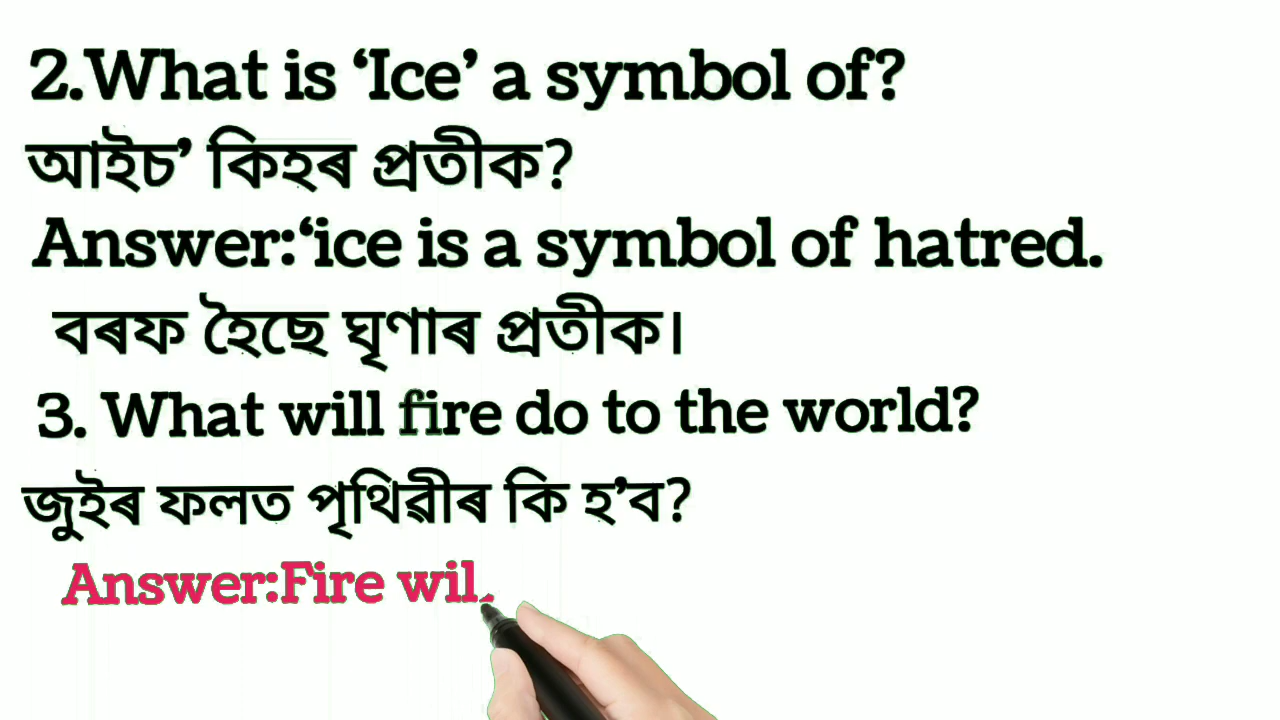 2.What is ‘Ice’ a symbol of?
আইচ’ কিহৰ প্ৰতীক?
Answer:‘ice is a symbol of hatred.
বৰফ হৈছে ঘৃণাৰ প্ৰতীক।
3. What will fire do to the world?
জুইৰ ফলত পৃথিৱীৰ কি হ’ব?
Answer:Fire wil